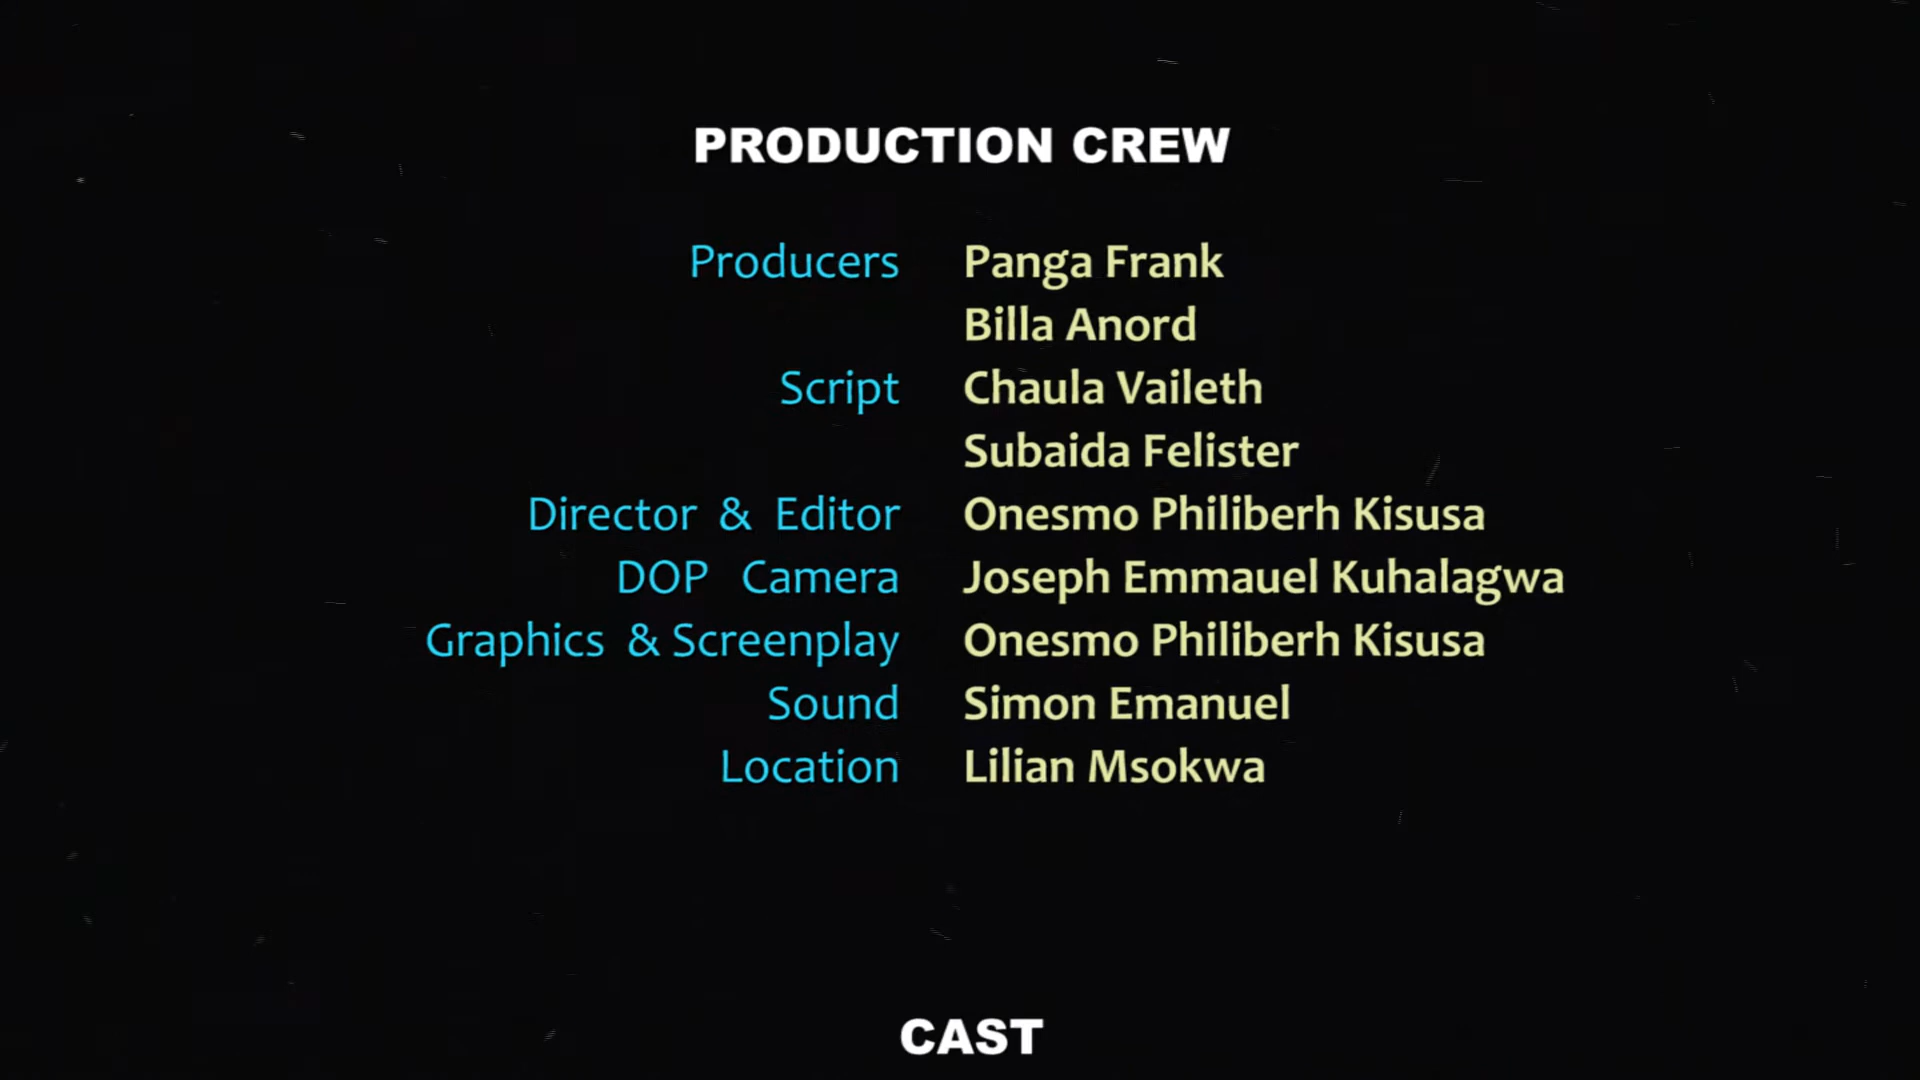 PRODUCTION CREW
Producers Panga Frank
Billa Anord
Script Chaula Vaileth
Subaida Felister
Director & Editor Onesmo Philiberh Kisusa
DOP Camera Joseph Emmauel Kuhalagwa
Graphics & Screenplay Onesmo Philiberh Kisusa
Sound Simon Emanuel
Location Lilian Msokwa
CAST